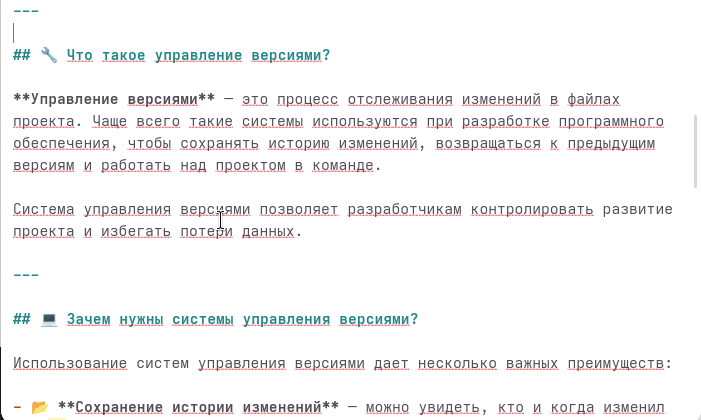 ---
## 🔧 Что такое управление версиями?
**Управление версиями** — это процесс отслеживания изменений в файлах
проекта. Чаще всего такие системы используются при разработке программного
обеспечения, чтобы сохранять историю изменений, возвращаться к предыдущим
версиям и работать над проектом в команде.
Система управления версиями позволяет разработчикам контролировать развитие
проекта и избегать потери данных.
---
## 💻 Зачем нужны системы управления версиями?
Использование систем управления версиями дает несколько важных преимуществ:
- 📂 **Сохранение истории изменений** — можно увидеть, кто и когда изменил